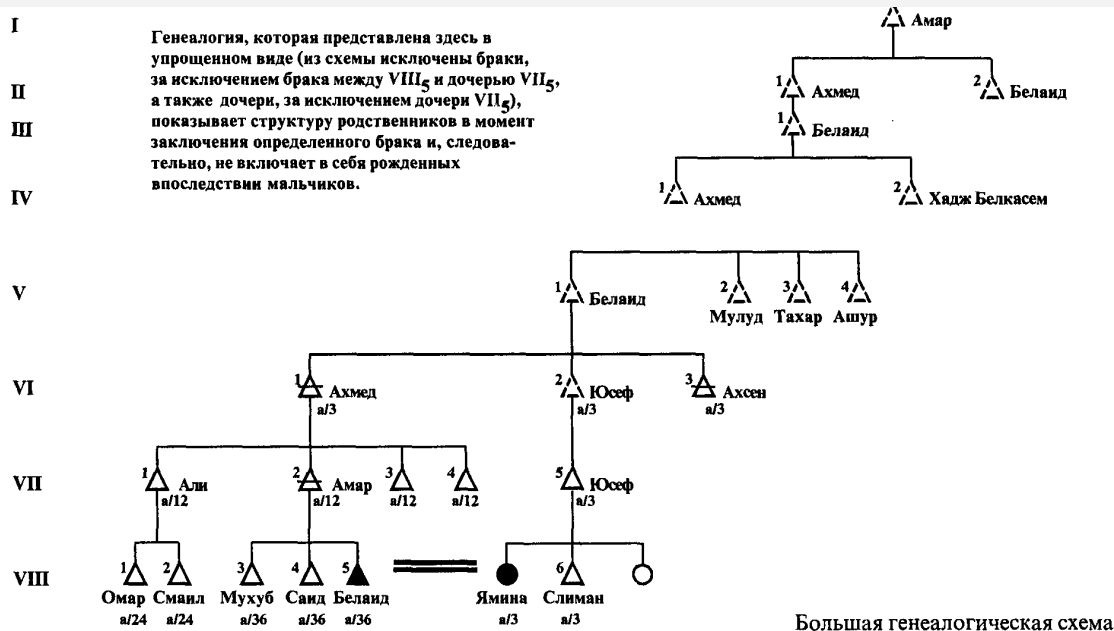 I
Амар
Генеалогия, которая представлена здесь в
упрощенном виде (из схемы исключены браки,
за исключением брака между VIII5 и дочерью VII5,
а также дочери, за исключением дочери VII5),
показывает структуру родственников в момент
заключения определенного брака и, следова-
тельно, не включает в себя рожденных
впоследствии мальчиков.
II
1 Ахмед 2 Белаид
III
1 Белаид
IV
1 Ахмед 2 Хадж Белкасем
V
1 Белаид 2 3 4
Мулуд Тахар Ашур
VI
1 Ахмед 2 Юсеф 3 Ахсен
а/3 а/3 а/3
VII
1 Али 2 Амар 3 4 5 Юсеф
а/12 а/12 а/12 а/12 а/3
VIII
1 2 3 4 5 6
Омар Смаил Мухуб Саид Белаид Ямина Слиман
а/24 а/24 а/36 а/36 а/36 а/3 а/3
Большая генеалогическая схема